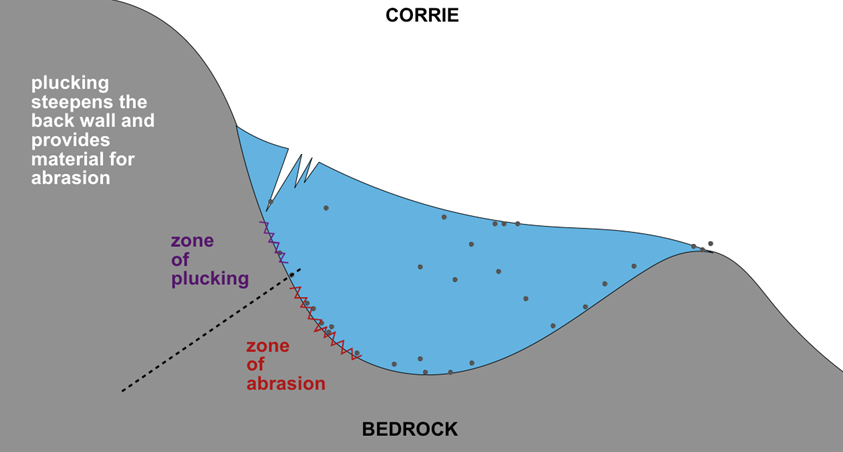 CORRIE
plucking
steepens the
back wall and
provides
material for
abrasion
zone
of
plucking
zone
of
abrasion
BEDROCK